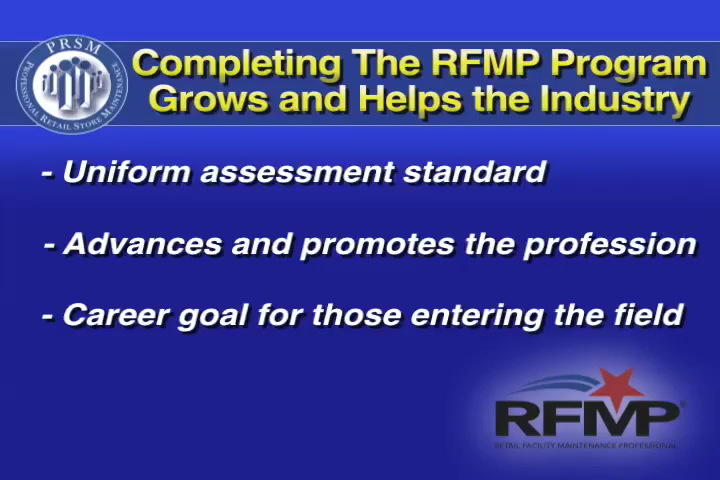 PRSM
PROFESSIONAL RETAIL STORE MAINTENANCE
Completing The RFMP Program
Grows and Helps the Industry
- Uniform assessment standard
- Advances and promotes the profession
- Career goal for those entering the field
RFMP®
RETAIL FACILITY MAINTENANCE PROFESSIONAL